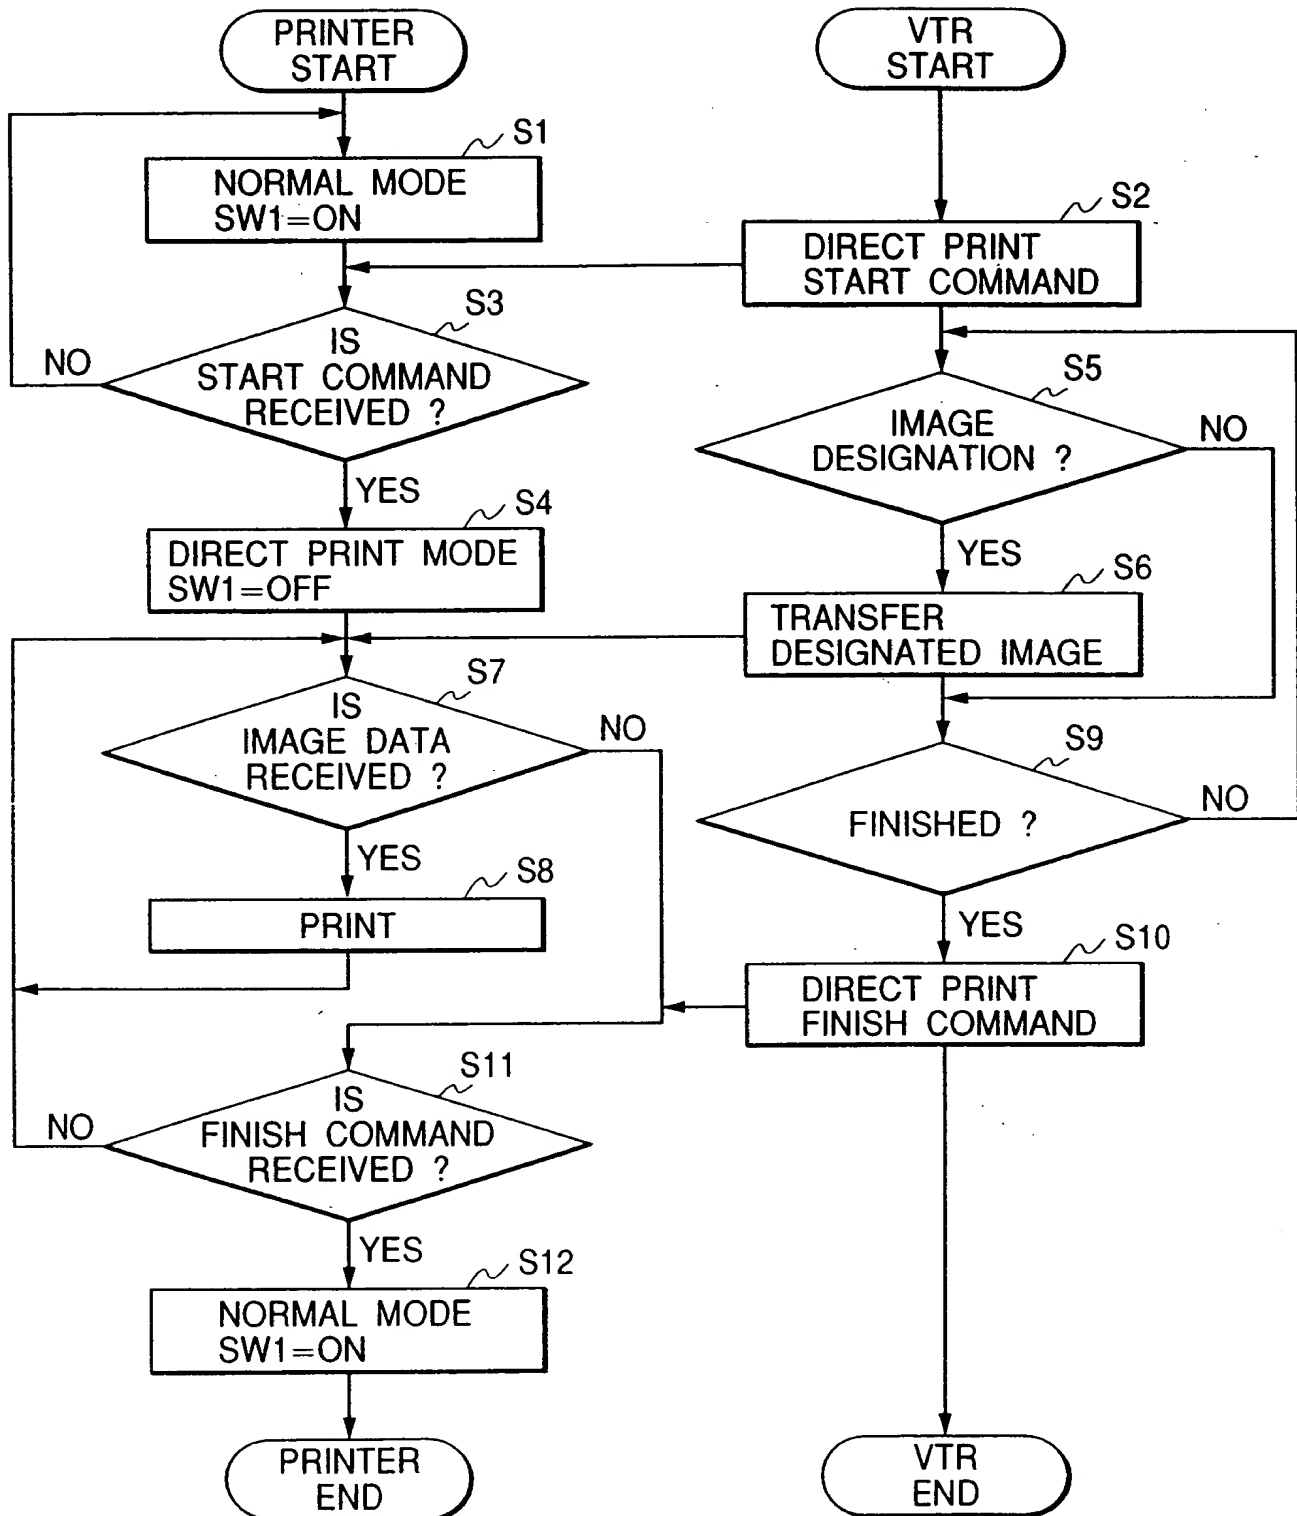 PRINTER
START
S1
NORMAL MODE
SW1=ON
S3
IS
START COMMAND
RECEIVED ?
NO
YES
S4
DIRECT PRINT MODE
SW1=OFF
S7
IS
IMAGE DATA
RECEIVED ?
NO
YES
S8
PRINT
S11
IS
FINISH COMMAND
RECEIVED ?
NO
YES
S12
NORMAL MODE
SW1=ON
PRINTER
END
VTR
START
S2
DIRECT PRINT
START COMMAND
S5
IMAGE
DESIGNATION ?
NO
YES
S6
TRANSFER
DESIGNATED IMAGE
S9
FINISHED ?
NO
YES
S10
DIRECT PRINT
FINISH COMMAND
VTR
END